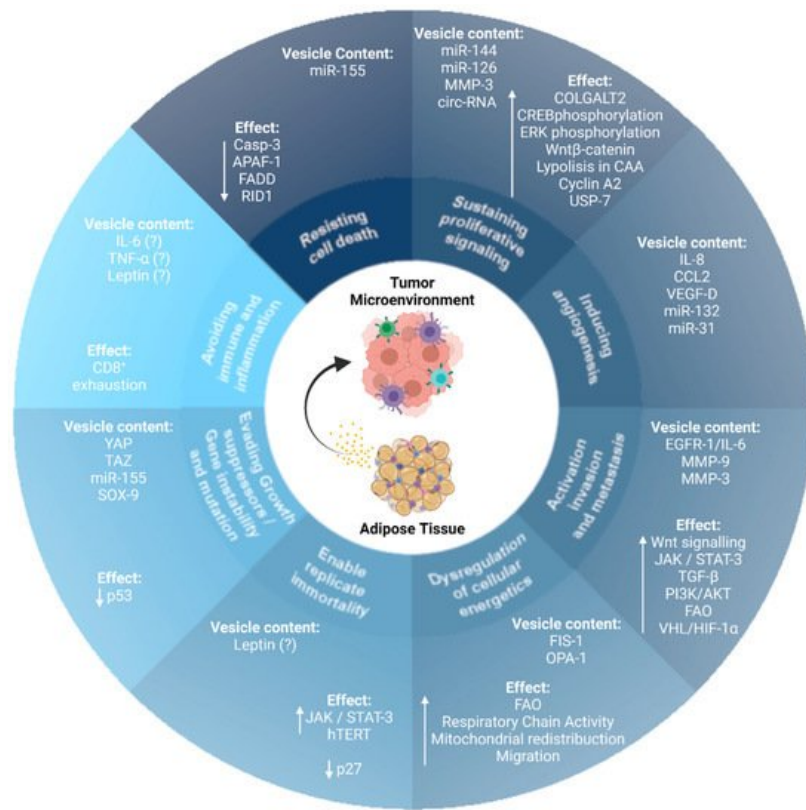 Vesicle Content:
miR-155
Effect:
Casp-3
APAF-1
FADD
RID1
Resisting
cell death
Vesicle content:
miR-144
miR-126
MMP-3
circ-RNA
Effect:
COLGALT2
CREBphosphorylation
ERK phosphorylation
Wntβ-catenin
Lypolisis in CAA
Cyclin A2
USP-7
Sustaining
proliferative
signaling
Vesicle content:
IL-8
CCL2
VEGF-D
miR-132
miR-31
Inducing
angiogenesis
Vesicle content:
EGFR-1/IL-6
MMP-9
MMP-3
Effect:
Wnt signalling
JAK / STAT-3
TGF-β
PI3K/AKT
FAO
VHL/HIF-1α
Activation
invasion
and metastasis
Vesicle content:
FIS-1
OPA-1
Effect:
FAO
Respiratory Chain Activity
Mitochondrial redistribucction
Migration
Dysregulation
of cellular
energetics
Vesicle content:
Leptin (?)
Effect:
JAK / STAT-3
hTERT
↓ p27
Enable
replicate
immortality
Vesicle content:
YAP
TAZ
miR-155
SOX-9
Effect:
↓ p53
Evading Growth
suppressors /
Gene instability
and mutation
Vesicle content:
IL-6 (?)
TNF-α (?)
Leptin (?)
Effect:
CD8⁺
exhaustion
Avoiding
immune and
inflamation
Tumor
Microenvironment
Adipose Tissue